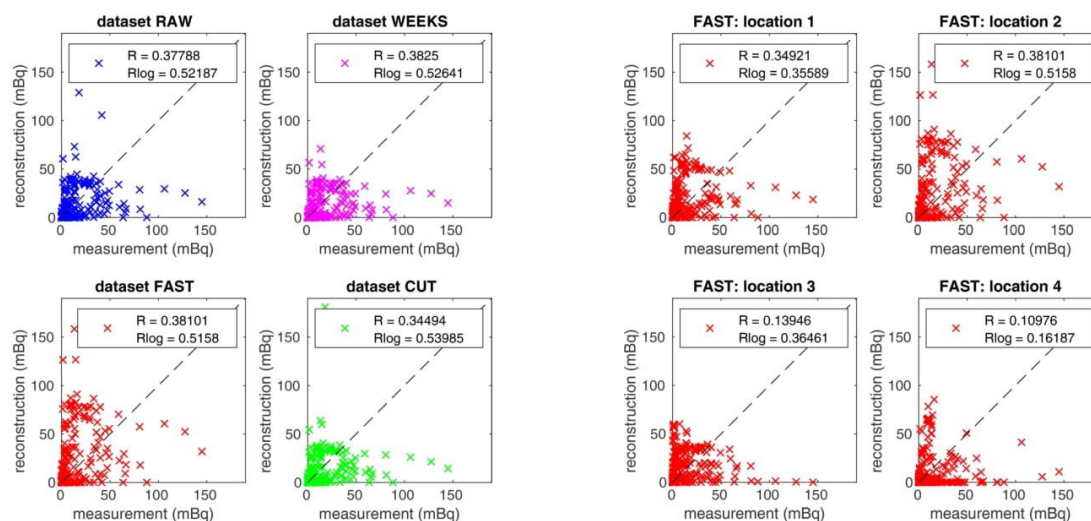 dataset RAW
R = 0.37788
Rlog = 0.52187
reconstruction (mBq)
150
100
50
0
0 50 100 150
measurement (mBq)
dataset WEEKS
R = 0.3825
Rlog = 0.52641
reconstruction (mBq)
150
100
50
0
0 50 100 150
measurement (mBq)
FAST: location 1
R = 0.34921
Rlog = 0.35589
reconstruction (mBq)
150
100
50
0
0 50 100 150
measurement (mBq)
FAST: location 2
R = 0.38101
Rlog = 0.5158
reconstruction (mBq)
150
100
50
0
0 50 100 150
measurement (mBq)
dataset FAST
R = 0.38101
Rlog = 0.5158
reconstruction (mBq)
150
100
50
0
0 50 100 150
measurement (mBq)
dataset CUT
R = 0.34494
Rlog = 0.53985
reconstruction (mBq)
150
100
50
0
0 50 100 150
measurement (mBq)
FAST: location 3
R = 0.13946
Rlog = 0.36461
reconstruction (mBq)
150
100
50
0
0 50 100 150
measurement (mBq)
FAST: location 4
R = 0.10976
Rlog = 0.16187
reconstruction (mBq)
150
100
50
0
0 50 100 150
measurement (mBq)